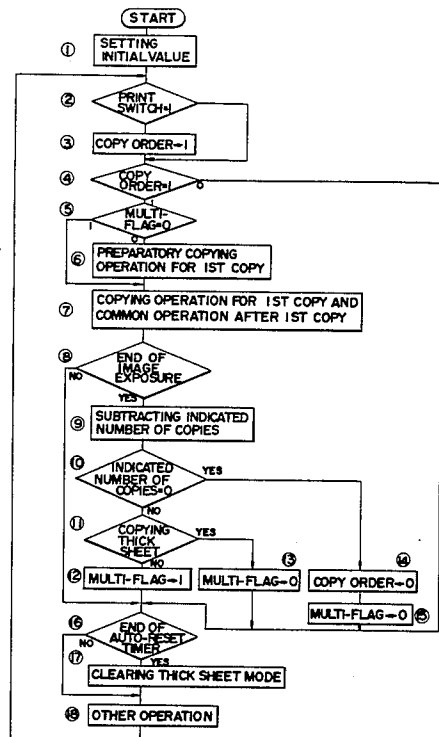 START
① SETTING
INITIAL VALUE
② PRINT
SWITCH=1
③ COPY ORDER→1
④ COPY
ORDER=1
0
1
⑤ MULTI-
FLAG=0
1
0
⑥ PREPARATORY COPYING
OPERATION FOR 1ST COPY
⑦ COPYING OPERATION FOR 1ST COPY AND
COMMON OPERATION AFTER 1ST COPY
⑧ END OF
IMAGE
EXPOSURE
NO
YES
⑨ SUBTRACTING INDICATED
NUMBER OF COPIES
⑩ INDICATED
NUMBER OF
COPIES=0
YES
NO
⑪ COPYING
THICK
SHEET
YES
NO
⑫ MULTI-FLAG→1
⑬
MULTI-FLAG→0
⑭
COPY ORDER→0
MULTI-FLAG→0 ⑮
⑯ END OF
AUTO-RESET
TIMER
NO
YES
⑰
CLEARING THICK SHEET MODE
⑱ OTHER OPERATION